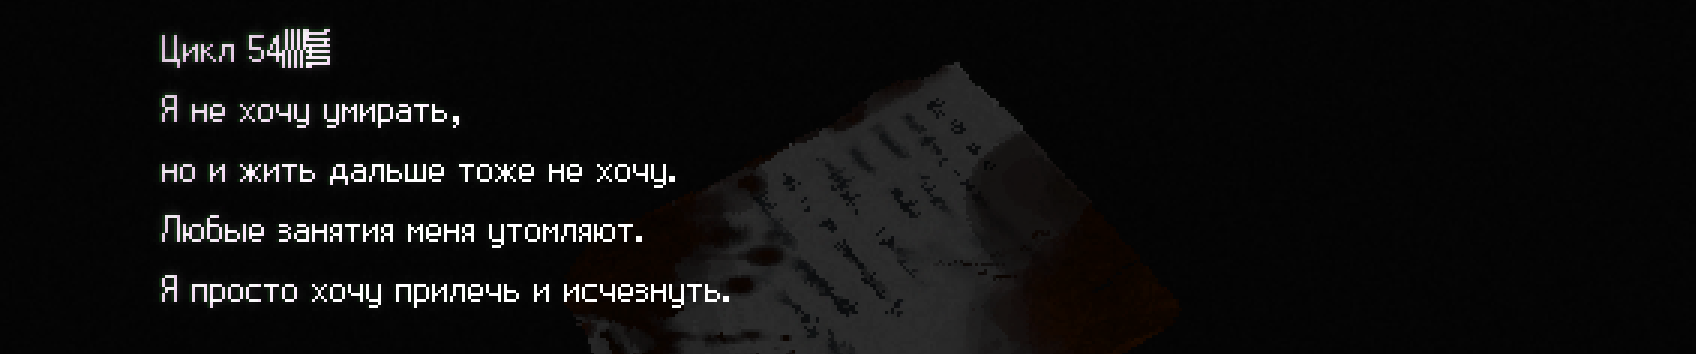 Цикл 54
Я не хочу умирать,
но и жить дальше тоже не хочу.
Любые занятия меня утомляют.
Я просто хочу прилечь и исчезнуть.